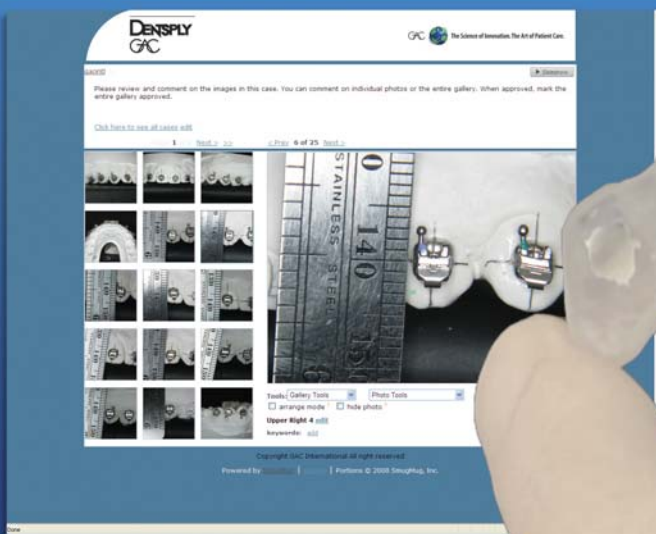 DENTSPLY
GAC
GAC The Science of Innovation. The Art of Patient Care.
Slideshow
Please review and comment on the images in this case. You can comment on individual photos or the entire gallery. When approved, mark the
entire gallery approved.
Click here to see all cases edit
1 Next > >> < Prev 6 of 25 Next >
STAINLESS STEEL
140
Tools: Gallery Tools Photo Tools
arrange mode ? hide photo ?
Upper Right 4 edit
keywords: add
Copyright GAC International All right reserved
Powered by | | Portions © 2008 SmugMug, Inc.
Done